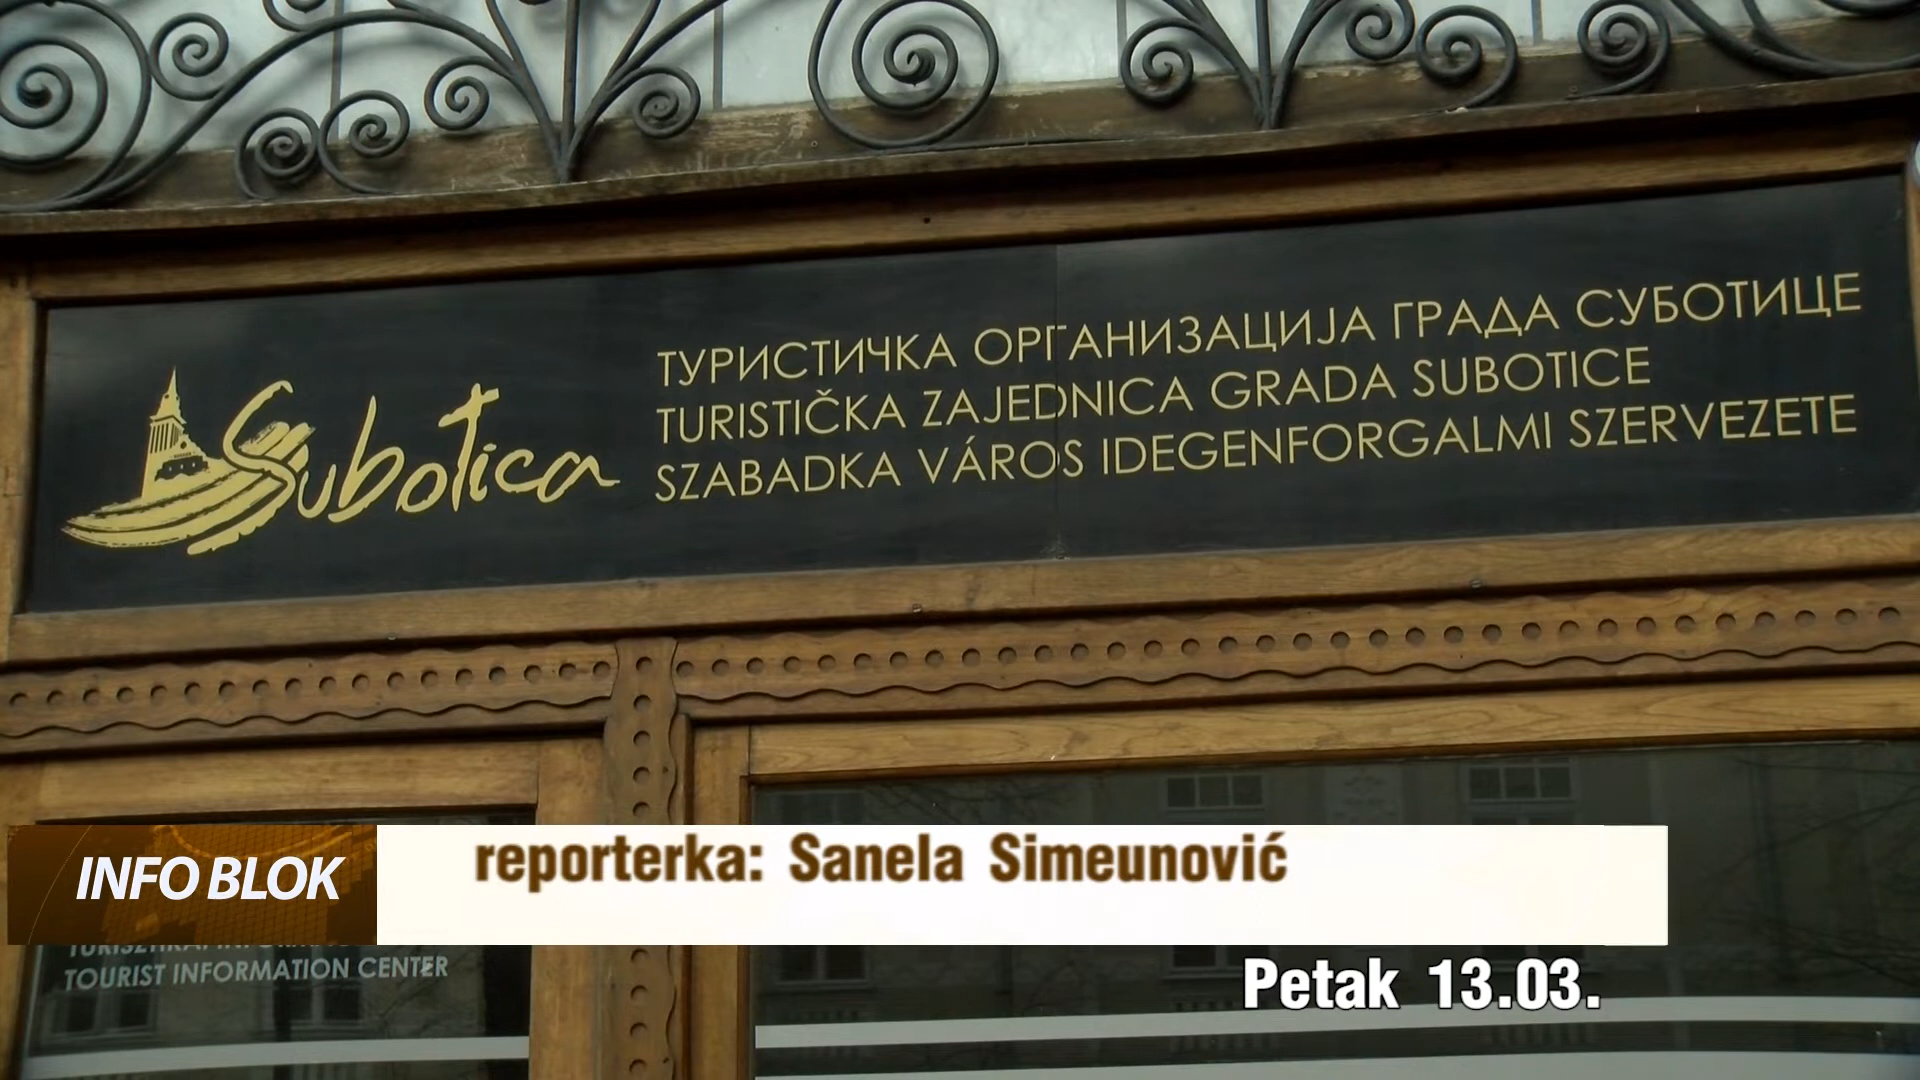 Subotica
ТУРИСТИЧКА ОРГАНИЗАЦИЈА ГРАДА СУБОТИЦЕ
TURISTIČKA ZAJEDNICA GRADA SUBOTICE
SZABADKA VÁROS IDEGENFORGALMI SZERVEZETE
INFO BLOK
reporterka: Sanela Simeunović
TOURIST INFORMATION CENTER
Petak 13.03.